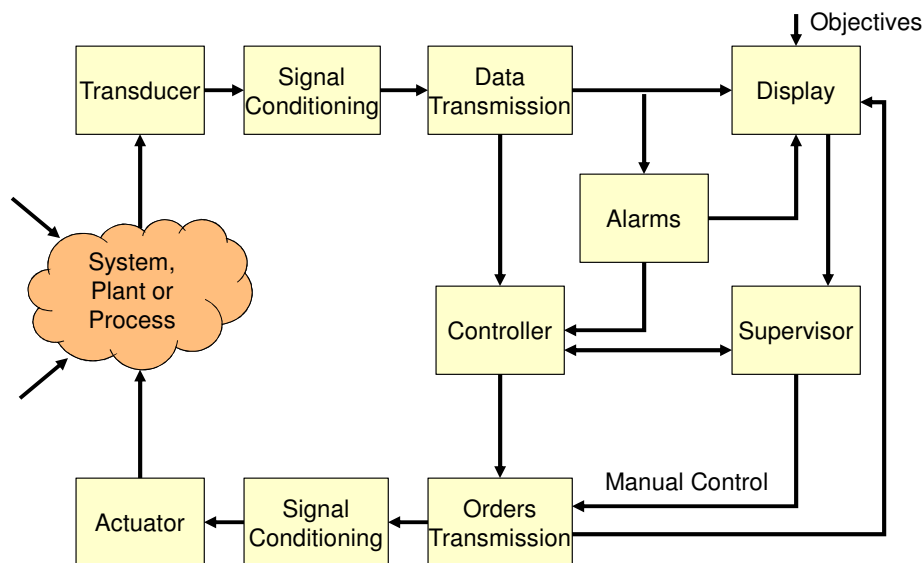 Objectives
Transducer
Signal
Conditioning
Data
Transmission
Display
Alarms
System,
Plant or
Process
Controller
Supervisor
Manual Control
Actuator
Signal
Conditioning
Orders
Transmission